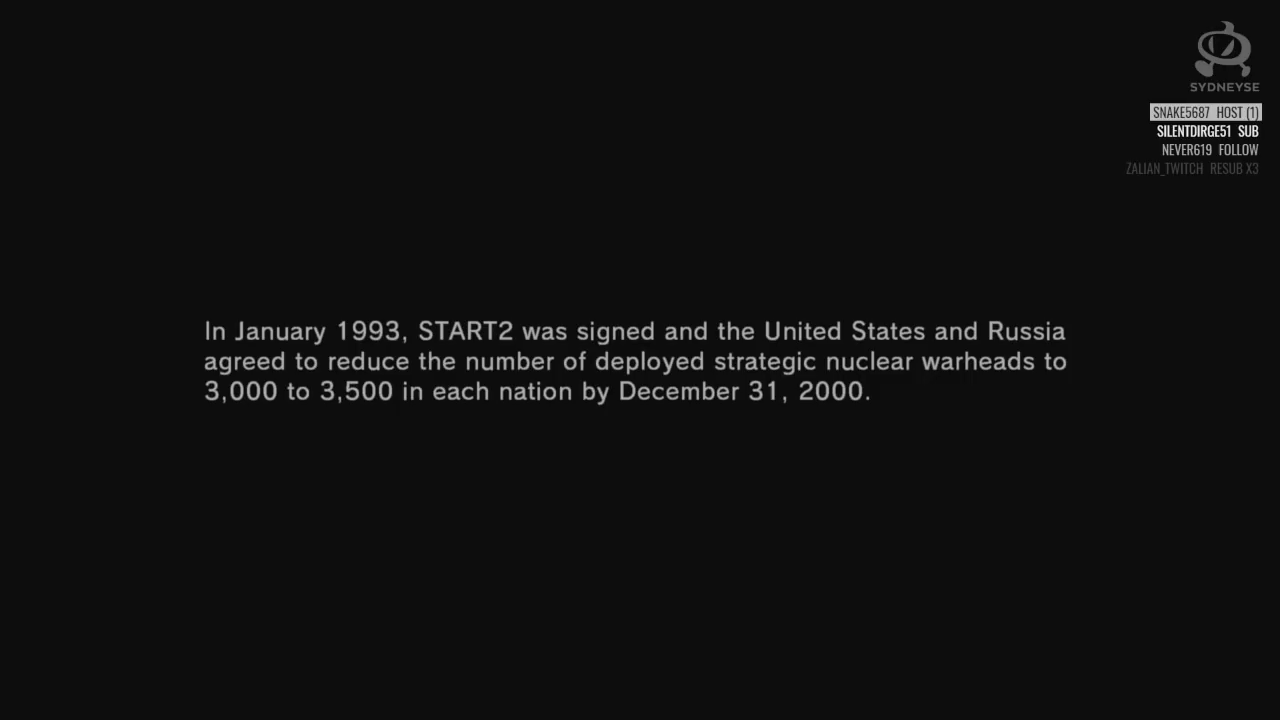 SYDNEYSE
SNAKE5687 HOST (1)
SILENTDIRGE51 SUB
NEVER619 FOLLOW
ZALIAN_TWITCH RESUB X3
In January 1993, START2 was signed and the United States and Russia
agreed to reduce the number of deployed strategic nuclear warheads to
3,000 to 3,500 in each nation by December 31, 2000.